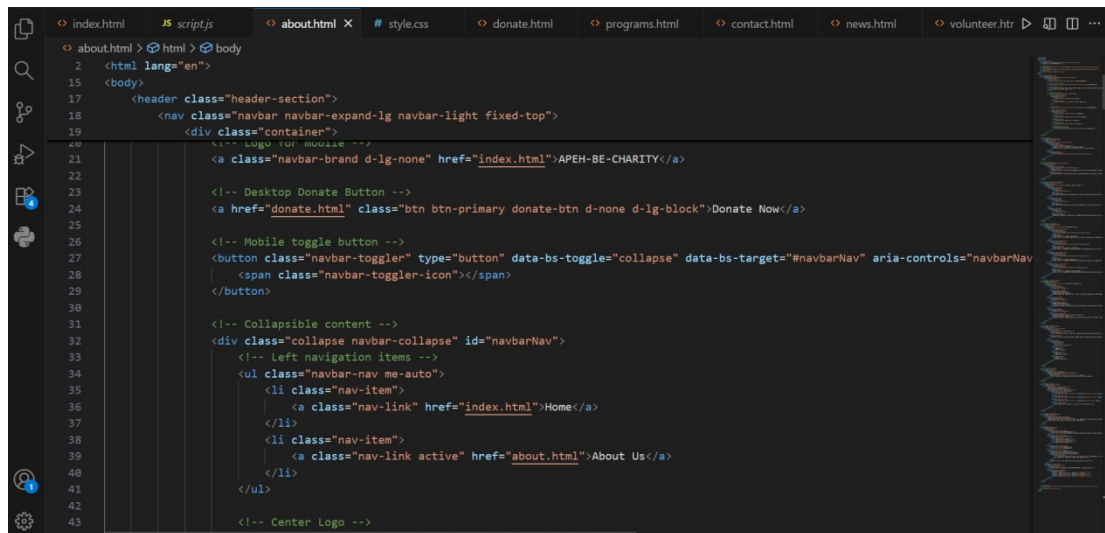 index.html JS script.js about.html # style.css donate.html programs.html contact.html news.html volunteer.htr
about.html > html > body
2 <html lang="en">
15 <body>
17 <header class="header-section">
18 <nav class="navbar navbar-expand-lg navbar-light fixed-top">
19 <div class="container">
20 <!-- Logo for mobile -->
21 <a class="navbar-brand d-lg-none" href="index.html">APEH-BE-CHARITY</a>
22
23 <!-- Desktop Donate Button -->
24 <a href="donate.html" class="btn btn-primary donate-btn d-none d-lg-block">Donate Now</a>
25
26 <!-- Mobile toggle button -->
27 <button class="navbar-toggler" type="button" data-bs-toggle="collapse" data-bs-target="#navbarNav" aria-controls="navbarNav
28 <span class="navbar-toggler-icon"></span>
29 </button>
30
31 <!-- Collapsible content -->
32 <div class="collapse navbar-collapse" id="navbarNav">
33 <!-- Left navigation items -->
34 <ul class="navbar-nav me-auto">
35 <li class="nav-item">
36 <a class="nav-link" href="index.html">Home</a>
37 </li>
38 <li class="nav-item">
39 <a class="nav-link active" href="about.html">About Us</a>
40 </li>
41 </ul>
42
43 <!-- Center Logo -->
4
1